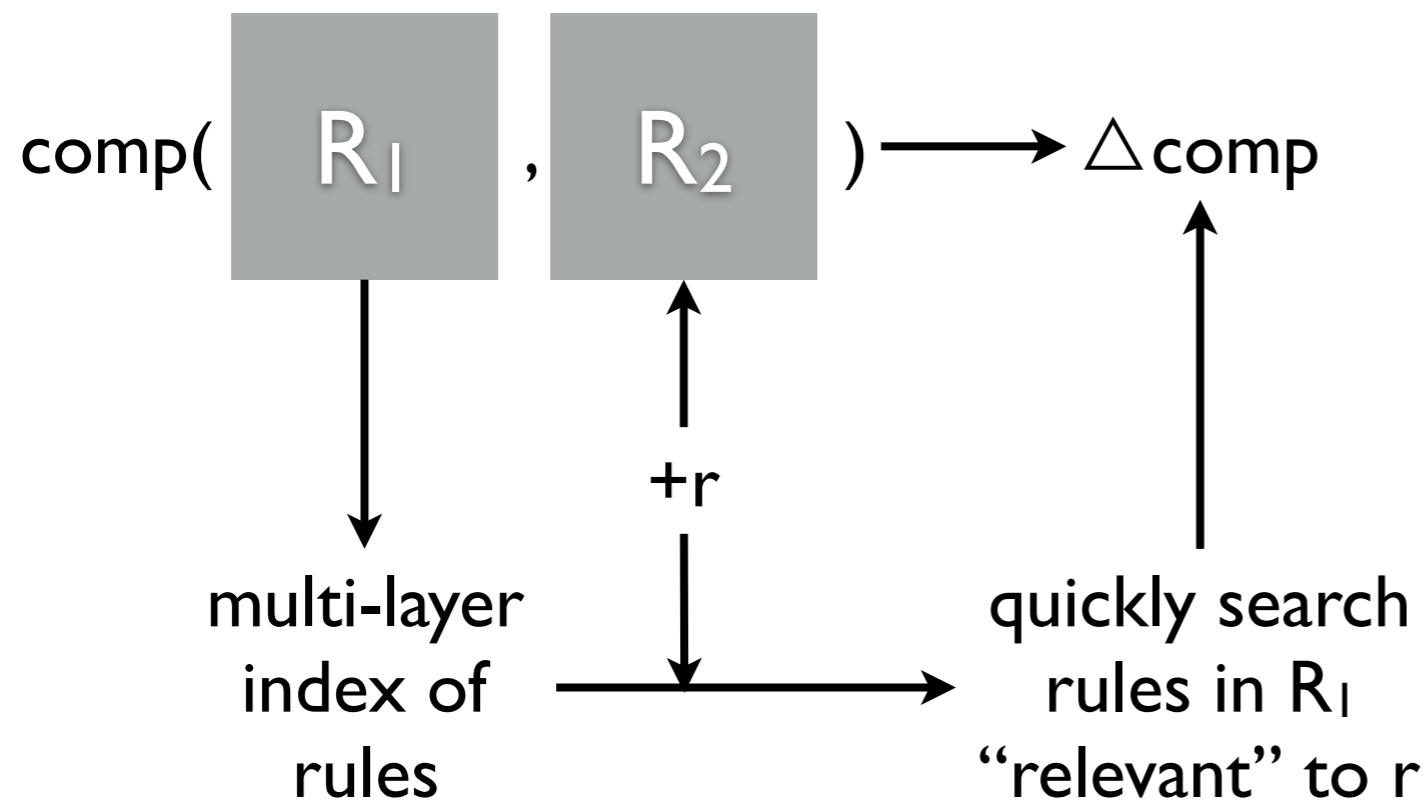 comp( R₁ , R₂ ) △comp
+r
multi-layer
index of
rules
quickly search
rules in R₁
“relevant” to r